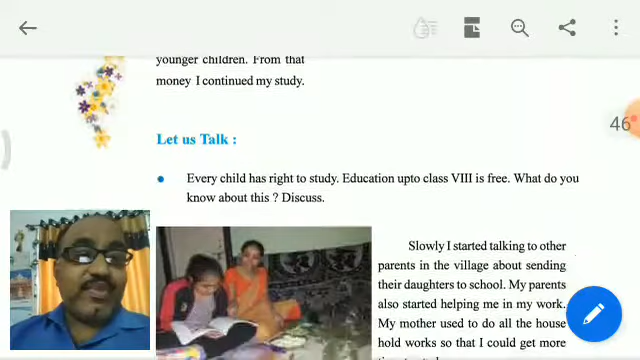 younger children. From that
money I continued my study.
46
Let us Talk :
Every child has right to study. Education upto class VIII is free. What do you
know about this ? Discuss.
Slowly I started talking to other
parents in the village about sending
their daughters to school. My parents
also started helping me in my work.
My mother used to do all the house
hold works so that I could get more